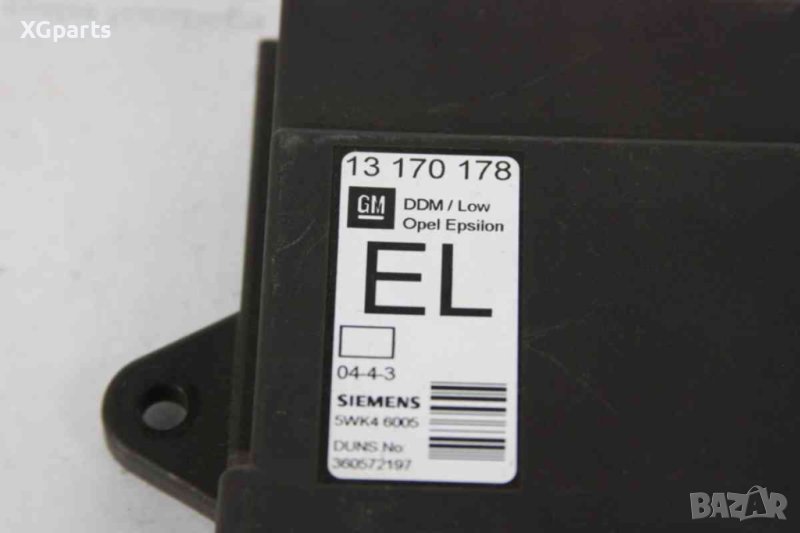 XGparts
13 170 178
GM DDM / Low
Opel Epsilon
EL
04-4-3
SIEMENS
5WK4 6005
DUNS.No
360572197
BAZAR